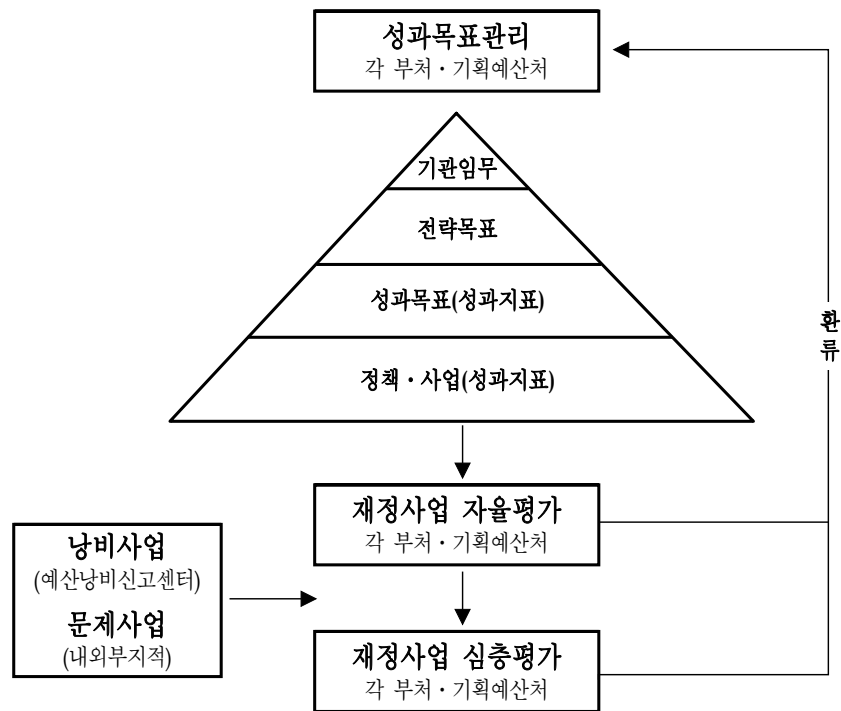 성과목표관리
각 부처・기획예산처
기관임무
전략목표
성과목표(성과지표)
정책・사업(성과지표)
환
류
재정사업 자율평가
각 부처・기획예산처
낭비사업
(예산낭비신고센터)
문제사업
(내외부지적)
재정사업 심층평가
각 부처・기획예산처